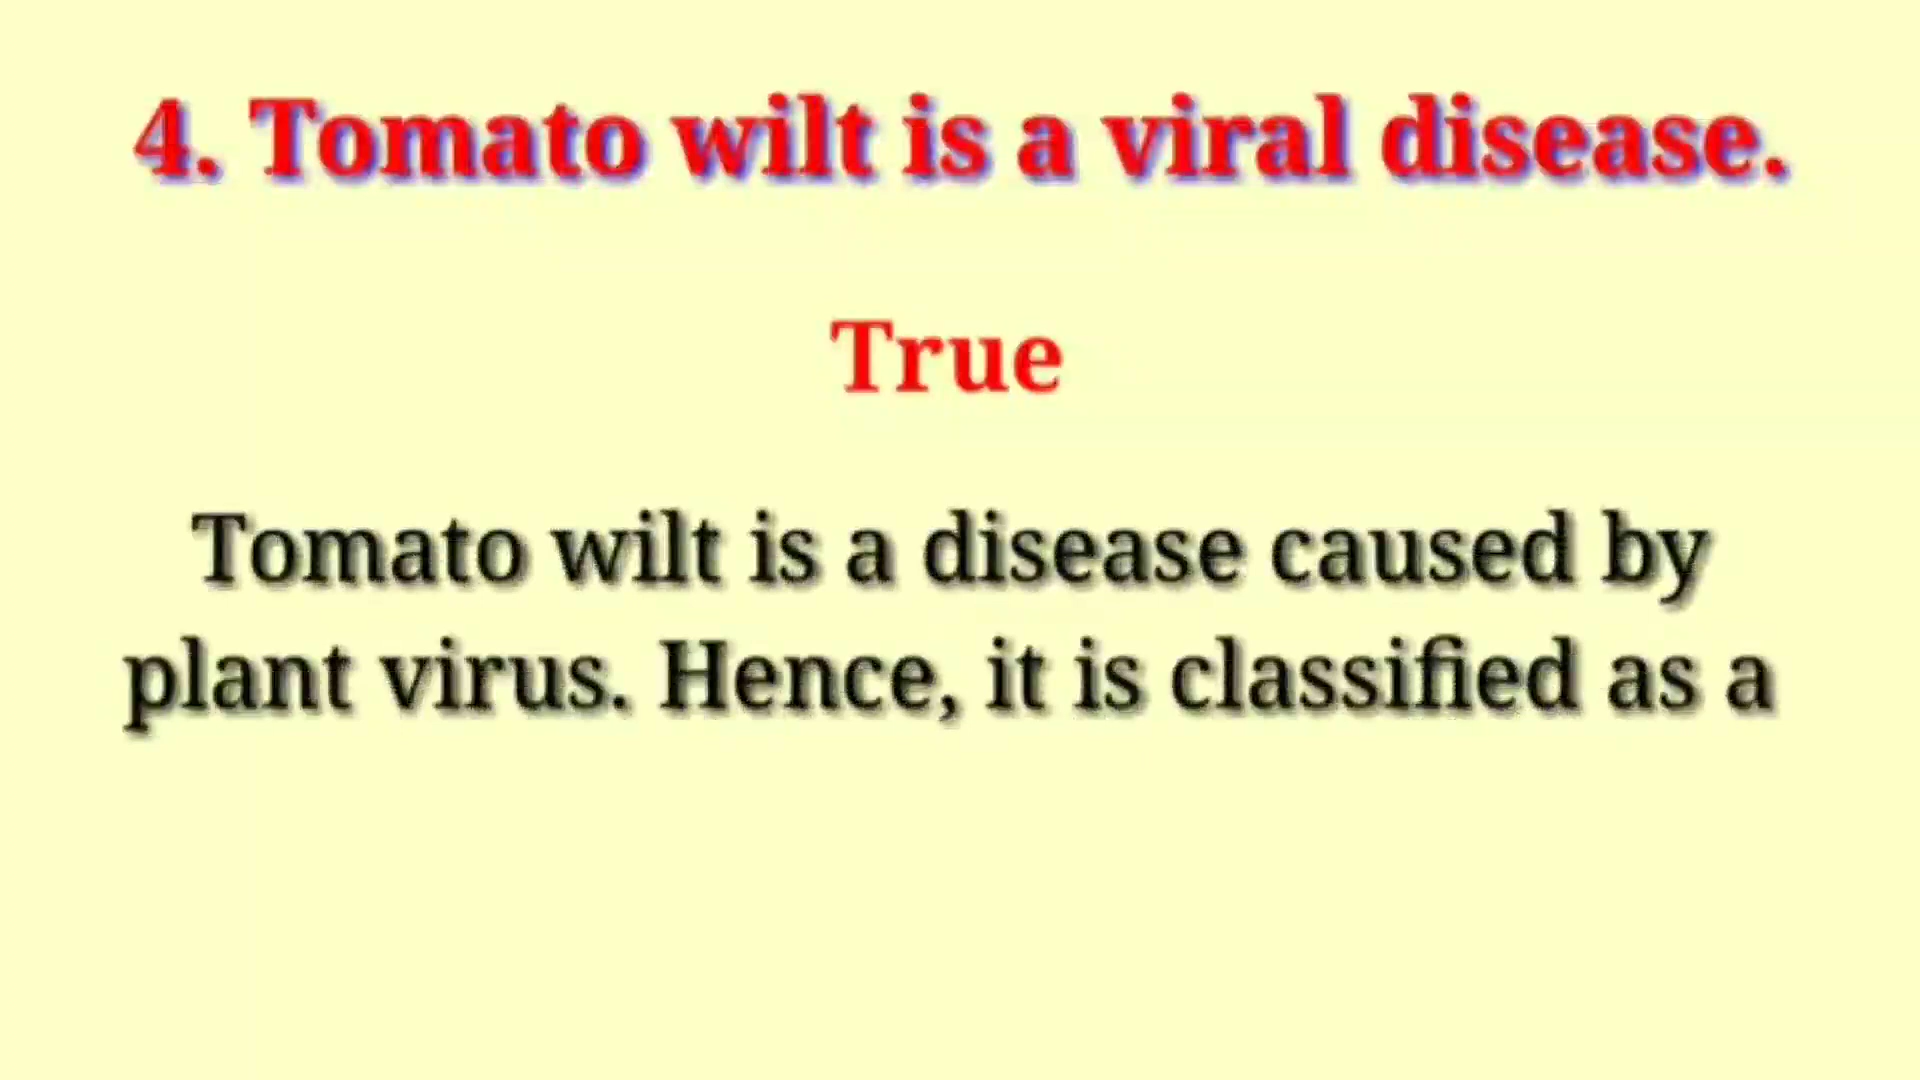 4. Tomato wilt is a viral disease.
True
Tomato wilt is a disease caused by
plant virus. Hence, it is classified as a